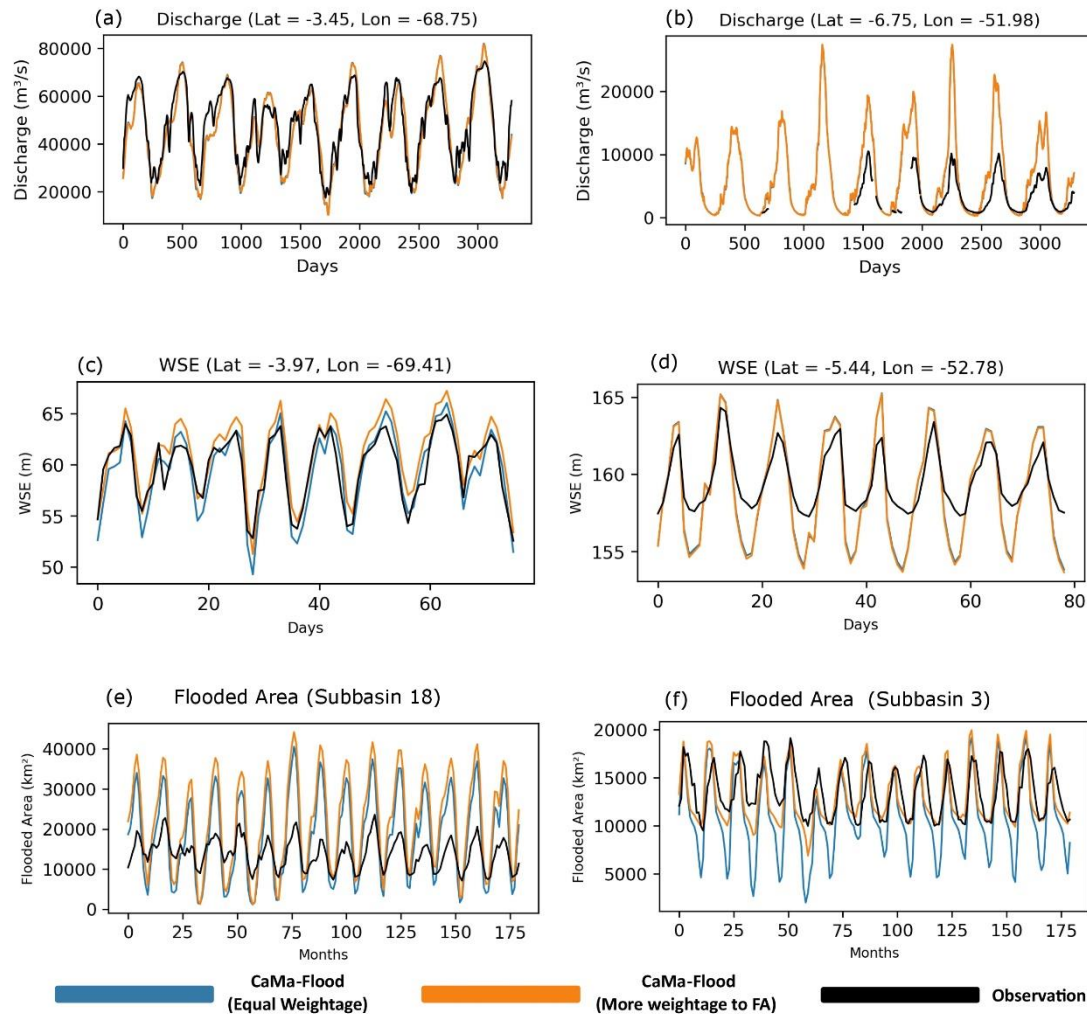 (a) Discharge (Lat = -3.45, Lon = -68.75)
Discharge (m³/s)
80000
60000
40000
20000
0 500 1000 1500 2000 2500 3000
Days
(b) Discharge (Lat = -6.75, Lon = -51.98)
Discharge (m³/s)
20000
10000
0
0 500 1000 1500 2000 2500 3000
Days
(c) WSE (Lat = -3.97, Lon = -69.41)
WSE (m)
65
60
55
50
0 20 40 60
Days
(d) WSE (Lat = -5.44, Lon = -52.78)
WSE (m)
165
160
155
0 20 40 60 80
Days
(e) Flooded Area (Subbasin 18)
Flooded Area (km²)
40000
30000
20000
10000
0
0 25 50 75 100 125 150 175
Months
(f) Flooded Area (Subbasin 3)
Flooded Area (km²)
20000
15000
10000
5000
0 25 50 75 100 125 150 175
Months
CaMa-Flood
(Equal Weightage)
CaMa-Flood
(More weightage to FA)
Observation